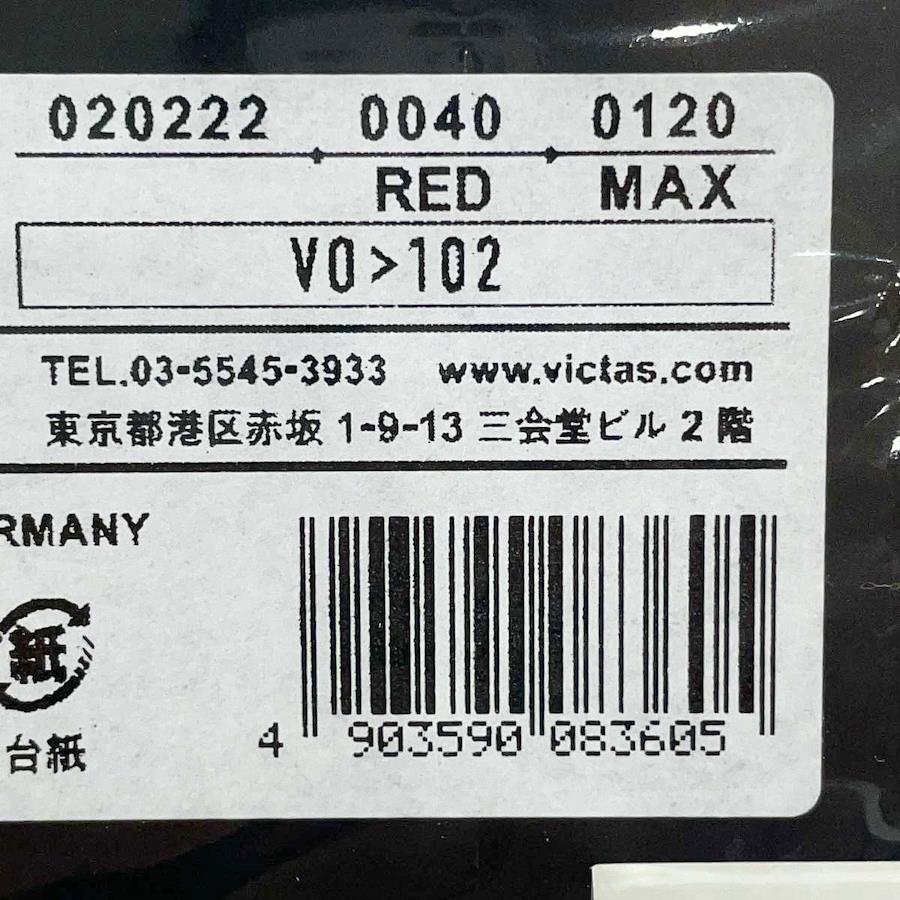 020222 0040 0120
RED MAX
V0>102
TEL.03-5545-3933 www.victas.com
東京都港区赤坂 1-9-13 三会堂ビル 2 階
RMANY
紙
台紙
4 903590 083605